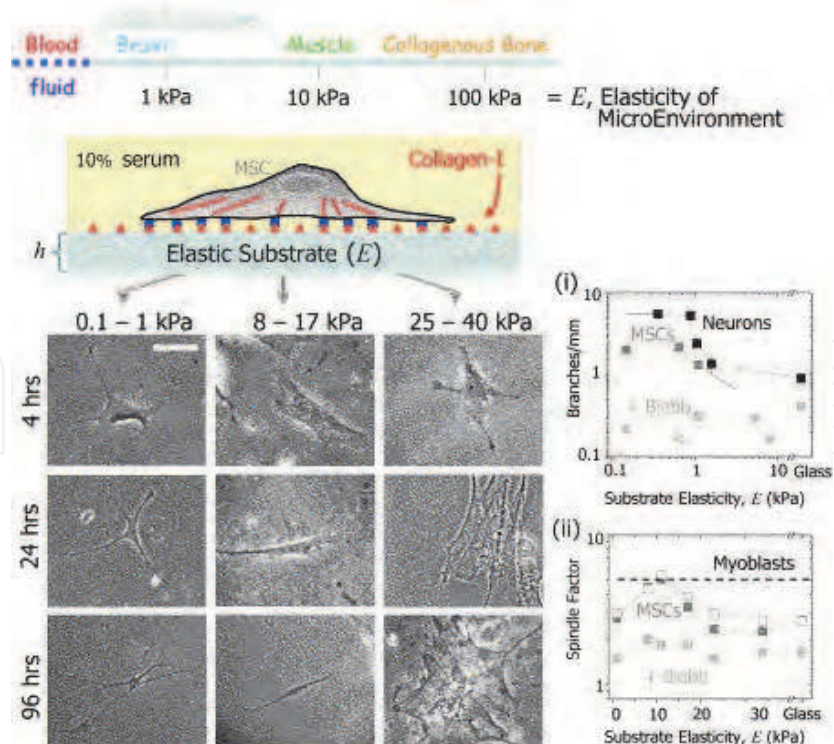 Blood Brain Muscle Collagenous Bone
fluid
1 kPa 10 kPa 100 kPa = E, Elasticity of
MicroEnvironment
10% serum MSC Collagen-I
h Elastic Substrate (E)
0.1 – 1 kPa 8 – 17 kPa 25 – 40 kPa
4 hrs
24 hrs
96 hrs
(i)
10
Neurons
MSCs
Branches/mm
1
0.1
0.1 1 10 Glass
Substrate Elasticity, E (kPa)
(ii)
10
Myoblasts
MSCs
Spindle Factor
1
0 10 20 30 Glass
Substrate Elasticity, E (kPa)